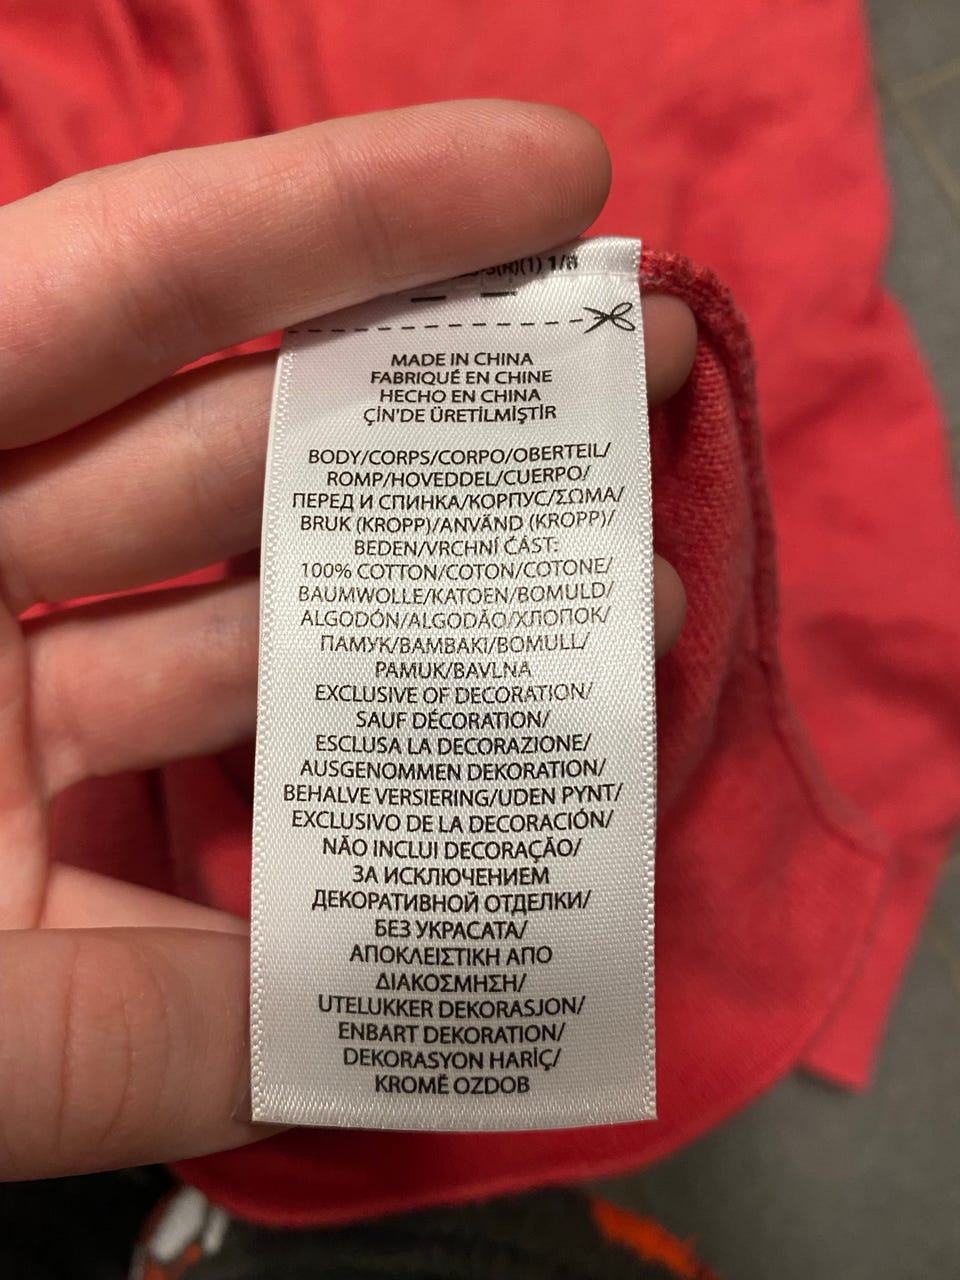 (1) 1/8
MADE IN CHINA
FABRIQUÉ EN CHINE
HECHO EN CHINA
ÇİN'DE ÜRETİLMİŞTİR
BODY/CORPS/CORPO/OBERTEIL/
ROMP/HOVEDDEL/CUERPO/
ПЕРЕД И СПИНКА/КОРПУС/ΣΩΜΑ/
BRUK (KROPP)/ANVÄND (KROPP)/
BEDEN/VRCHNÍ ČÁST:
100% COTTON/COTON/COTONE/
BAUMWOLLE/KATOEN/BOMULD/
ALGODÓN/ALGODÃO/ХЛОПОК/
ПАМУК/ΒΑΜΒΑΚΙ/BOMULL/
PAMUK/BAVLNA
EXCLUSIVE OF DECORATION/
SAUF DÉCORATION/
ESCLUSA LA DECORAZIONE/
AUSGENOMMEN DEKORATION/
BEHALVE VERSIERING/UDEN PYNT/
EXCLUSIVO DE LA DECORACIÓN/
NÃO INCLUI DECORAÇÃO/
ЗА ИСКЛЮЧЕНИЕМ
ДЕКОРАТИВНОЙ ОТДЕЛКИ/
БЕЗ УКРАСАТА/
ΑΠΟΚΛΕΙΣΤΙΚΗ ΑΠΟ
ΔΙΑΚΟΣΜΗΣΗ/
UTELUKKER DEKORASJON/
ENBART DEKORATION/
DEKORASYON HARİÇ/
KROMĚ OZDOB